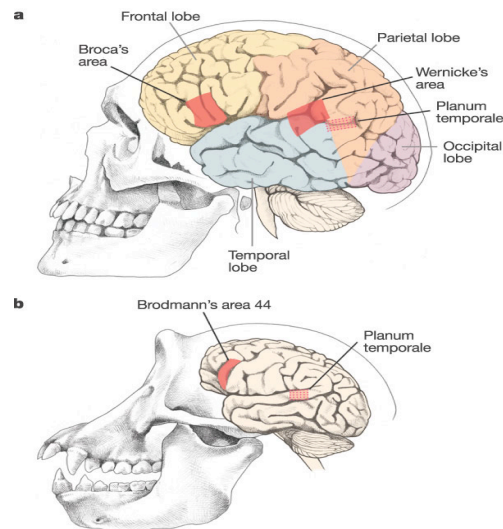 a
Frontal lobe
Parietal lobe
Broca's
area
Wernicke's
area
Planum
temporale
Occipital
lobe
Temporal
lobe
b
Brodmann's area 44
Planum
temporale